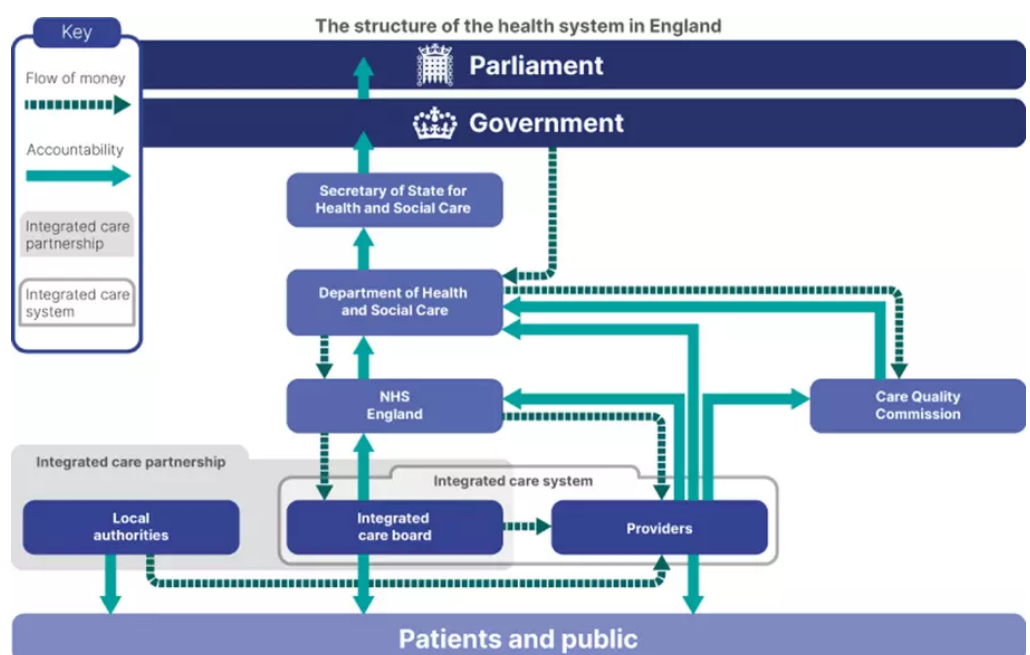 The structure of the health system in England
Key
Flow of money
Accountability
Integrated care
partnership
Integrated care
system
Parliament
Government
Secretary of State for
Health and Social Care
Department of Health
and Social Care
NHS
England
Care Quality
Commission
Integrated care partnership
Integrated care system
Local
authorities
Integrated
care board
Providers
Patients and public